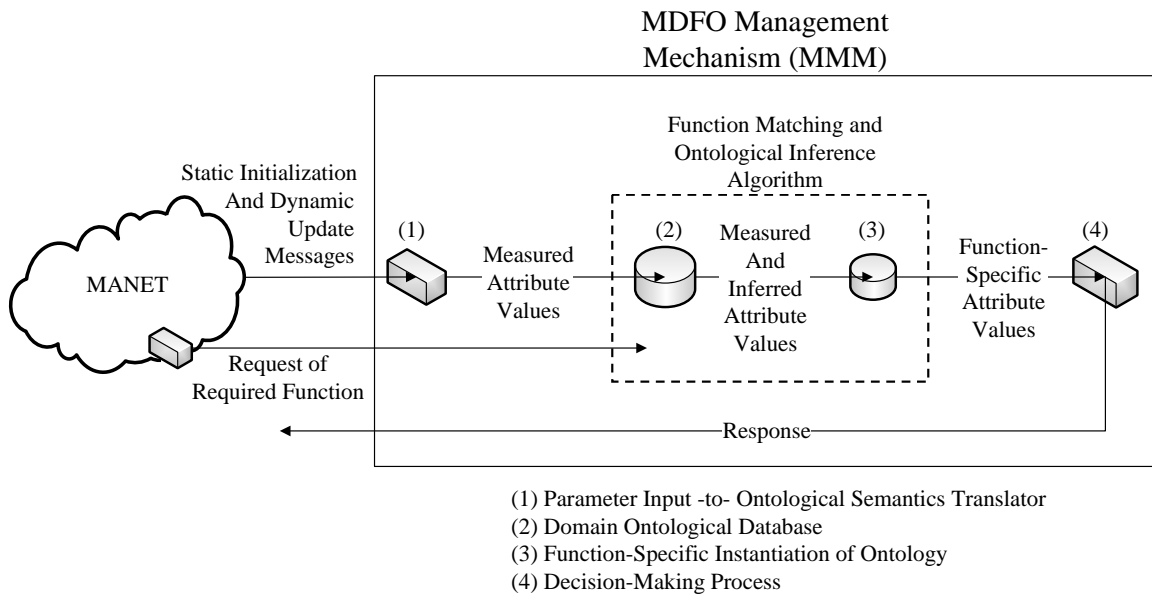 MDFO Management
Mechanism (MMM)
Function Matching and
Ontological Inference
Algorithm
Static Initialization
And Dynamic
Update
Messages
MANET
(1)
Measured
Attribute
Values
(2)
Measured
And
Inferred
Attribute
Values
(3)
Function-
Specific
Attribute
Values
(4)
Request of
Required Function
Response
(1) Parameter Input -to- Ontological Semantics Translator
(2) Domain Ontological Database
(3) Function-Specific Instantiation of Ontology
(4) Decision-Making Process